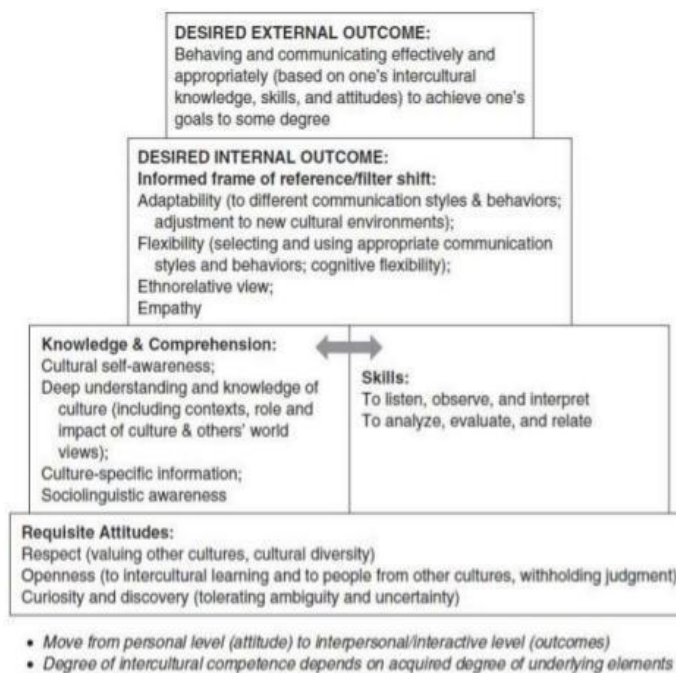 DESIRED EXTERNAL OUTCOME:
Behaving and communicating effectively and
appropriately (based on one's intercultural
knowledge, skills, and attitudes) to achieve one's
goals to some degree
DESIRED INTERNAL OUTCOME:
Informed frame of reference/filter shift:
Adaptability (to different communication styles & behaviors;
adjustment to new cultural environments);
Flexibility (selecting and using appropriate communication
styles and behaviors; cognitive flexibility);
Ethnorelative view;
Empathy
Knowledge & Comprehension:
Cultural self-awareness;
Deep understanding and knowledge of
culture (including contexts, role and
impact of culture & others' world
views);
Culture-specific information;
Sociolinguistic awareness
Skills:
To listen, observe, and interpret
To analyze, evaluate, and relate
Requisite Attitudes:
Respect (valuing other cultures, cultural diversity)
Openness (to intercultural learning and to people from other cultures, withholding judgment)
Curiosity and discovery (tolerating ambiguity and uncertainty)
• Move from personal level (attitude) to interpersonal/interactive level (outcomes)
• Degree of intercultural competence depends on acquired degree of underlying elements